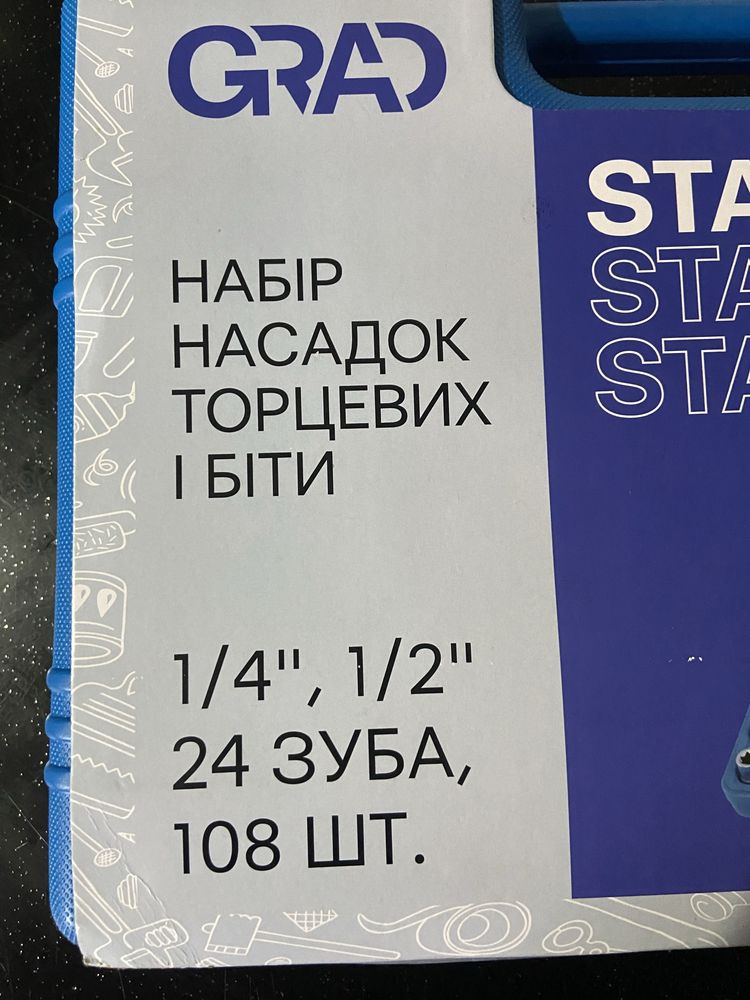 GRAD
НАБІР
НАСАДОК
ТОРЦЕВИХ
І БІТИ
1/4", 1/2"
24 ЗУБА,
108 ШТ.
STA
STA
STA